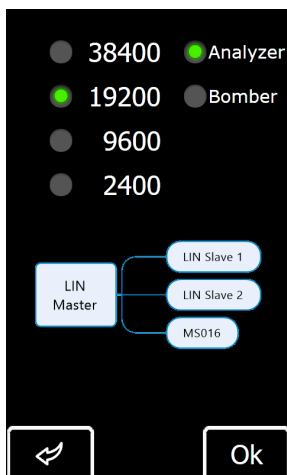 38400 Analyzer
19200 Bomber
9600
2400
LIN Slave 1
LIN Master
LIN Slave 2
MS016
Ok